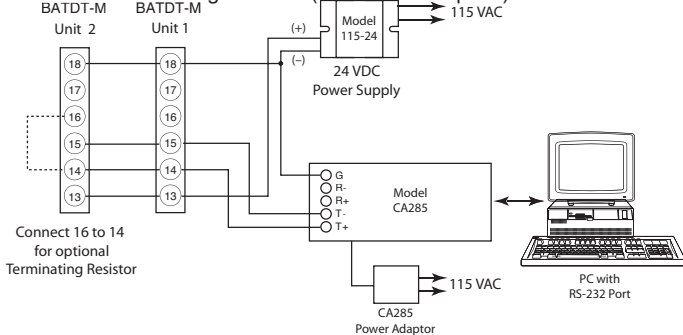 BATDT-M
Unit 2
BATDT-M
Unit 1
(+)
(–)
Model
115-24
115 VAC
24 VDC
Power Supply
18
17
16
15
14
13
18
17
16
15
14
13
Connect 16 to 14
for optional
Terminating Resistor
G
R-
R+
T-
T+
Model
CA285
115 VAC
CA285
Power Adaptor
PC with
RS-232 Port